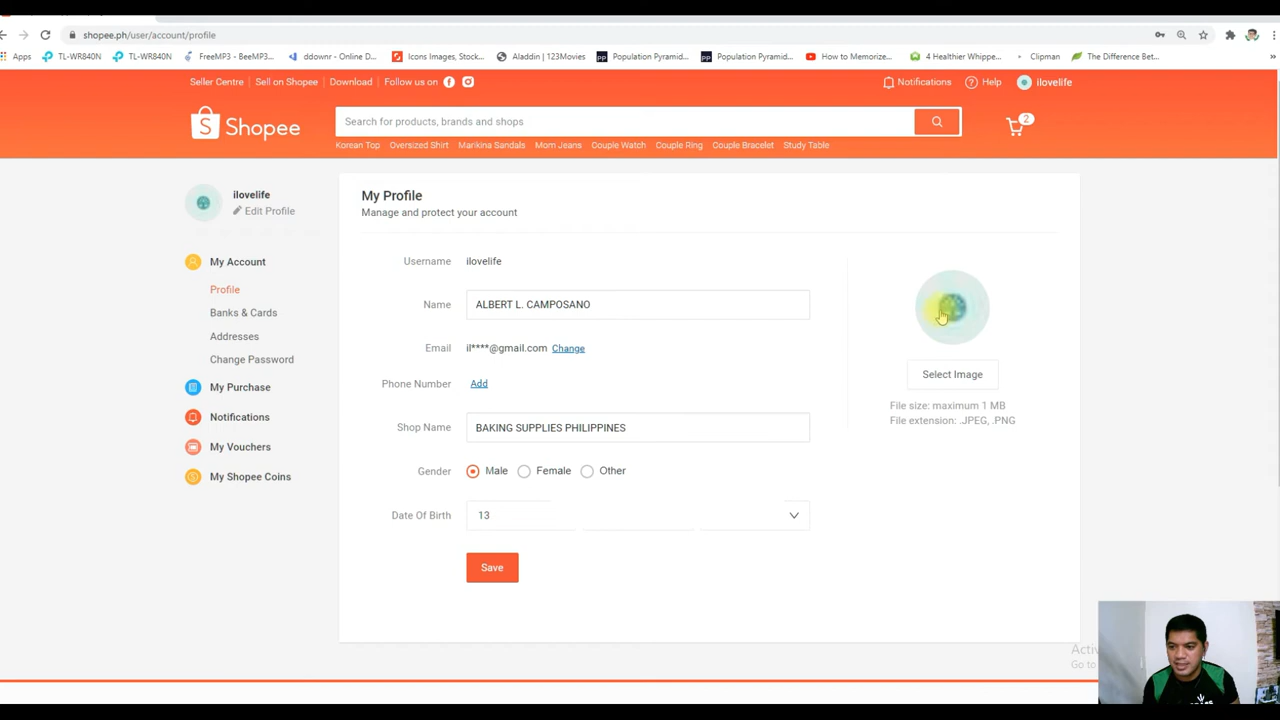 shopee.ph/user/account/profile
Apps TL-WR840N TL-WR840N FreeMP3 - BeeMP3... ddownr - Online D... Icons Images, Stock... Aladdin | 123Movies Population Pyramid... Population Pyramid... How to Memorize... 4 Healthier Whippe... Clipman The Difference Bet... »
Seller Centre Sell on Shopee Download Follow us on Notifications Help ilovelife
Shopee Search for products, brands and shops 2
Korean Top Oversized Shirt Marikina Sandals Mom Jeans Couple Watch Couple Ring Couple Bracelet Study Table
ilovelife
Edit Profile
My Account
Profile
Banks & Cards
Addresses
Change Password
My Purchase
Notifications
My Vouchers
My Shopee Coins
My Profile
Manage and protect your account
Username ilovelife
Name ALBERT L. CAMPOSANO
Email il****@gmail.com Change
Phone Number Add
Shop Name BAKING SUPPLIES PHILIPPINES
Gender Male Female Other
Date Of Birth 13
Save
Select Image
File size: maximum 1 MB
File extension: .JPEG, .PNG
Go to